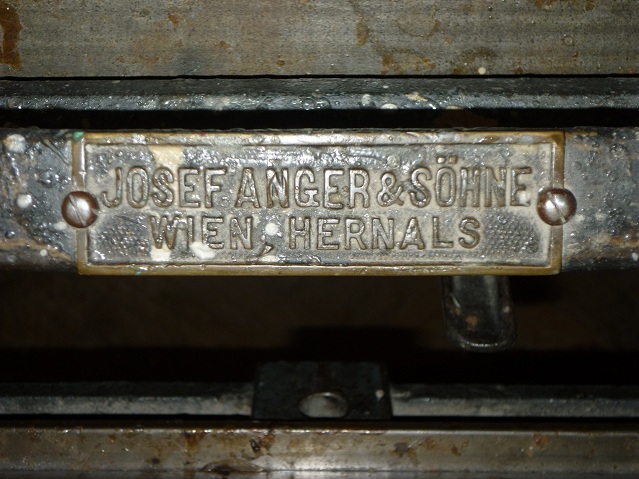 JOSEF ANGER & SÖHNE
WIEN, HERNALS